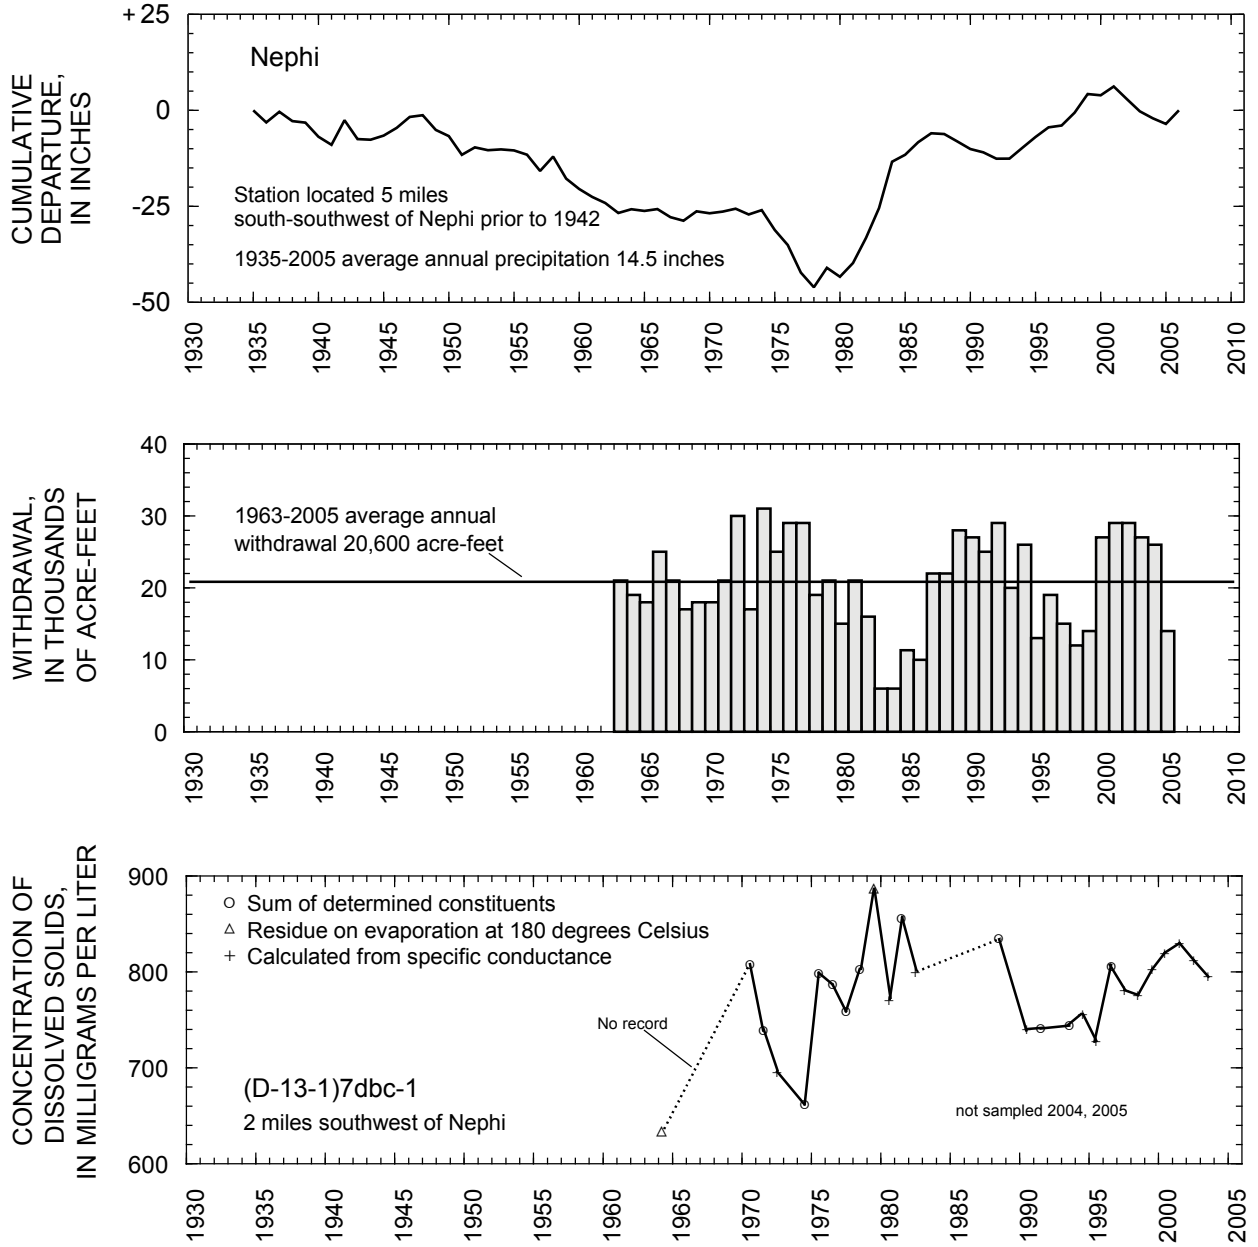 CUMULATIVE
DEPARTURE,
IN INCHES
+25
0
-25
-50
Nephi
Station located 5 miles
south-southwest of Nephi prior to 1942
1935-2005 average annual precipitation 14.5 inches
1930 1935 1940 1945 1950 1955 1960 1965 1970 1975 1980 1985 1990 1995 2000 2005 2010
WITHDRAWAL,
IN THOUSANDS
OF ACRE-FEET
40
30
20
10
0
1963-2005 average annual
withdrawal 20,600 acre-feet
1930 1935 1940 1945 1950 1955 1960 1965 1970 1975 1980 1985 1990 1995 2000 2005 2010
CONCENTRATION OF
DISSOLVED SOLIDS,
IN MILLIGRAMS PER LITER
900
800
700
600
Sum of determined constituents
Residue on evaporation at 180 degrees Celsius
Calculated from specific conductance
No record
(D-13-1)7dbc-1
2 miles southwest of Nephi
not sampled 2004, 2005
1930 1935 1940 1945 1950 1955 1960 1965 1970 1975 1980 1985 1990 1995 2000 2005